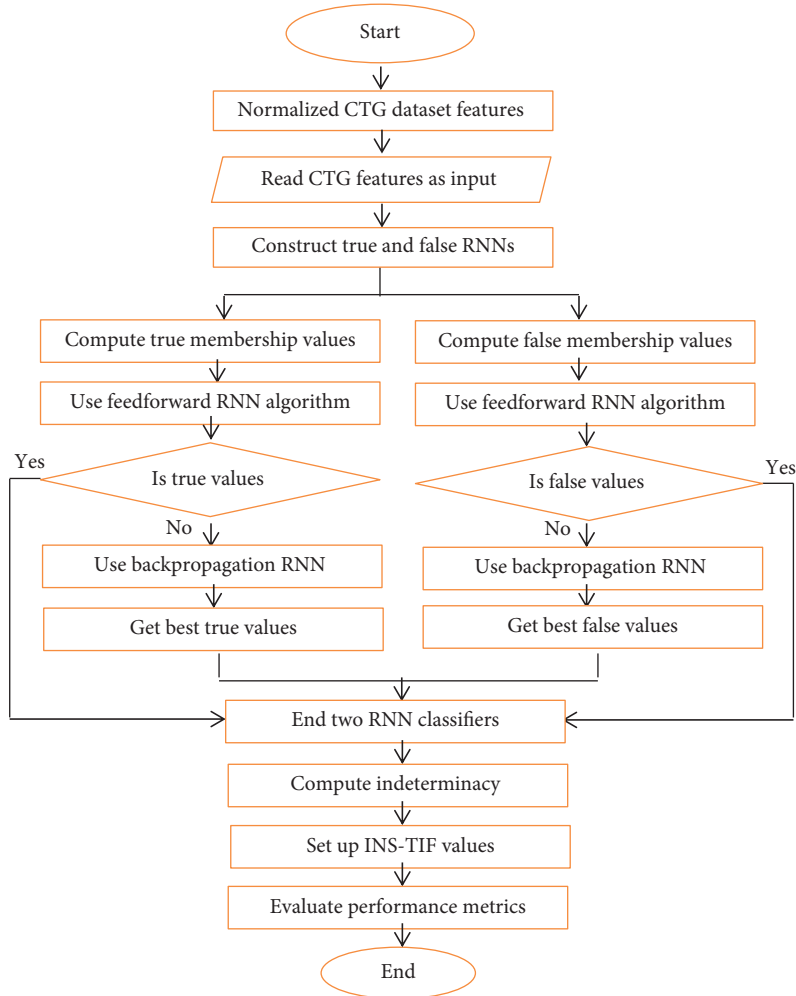 Start
Normalized CTG dataset features
Read CTG features as input
Construct true and false RNNs
Compute true membership values
Compute false membership values
Use feedforward RNN algorithm
Use feedforward RNN algorithm
Yes
Is true values
Is false values
Yes
No
No
Use backpropagation RNN
Use backpropagation RNN
Get best true values
Get best false values
End two RNN classifiers
Compute indeterminacy
Set up INS-TIF values
Evaluate performance metrics
End